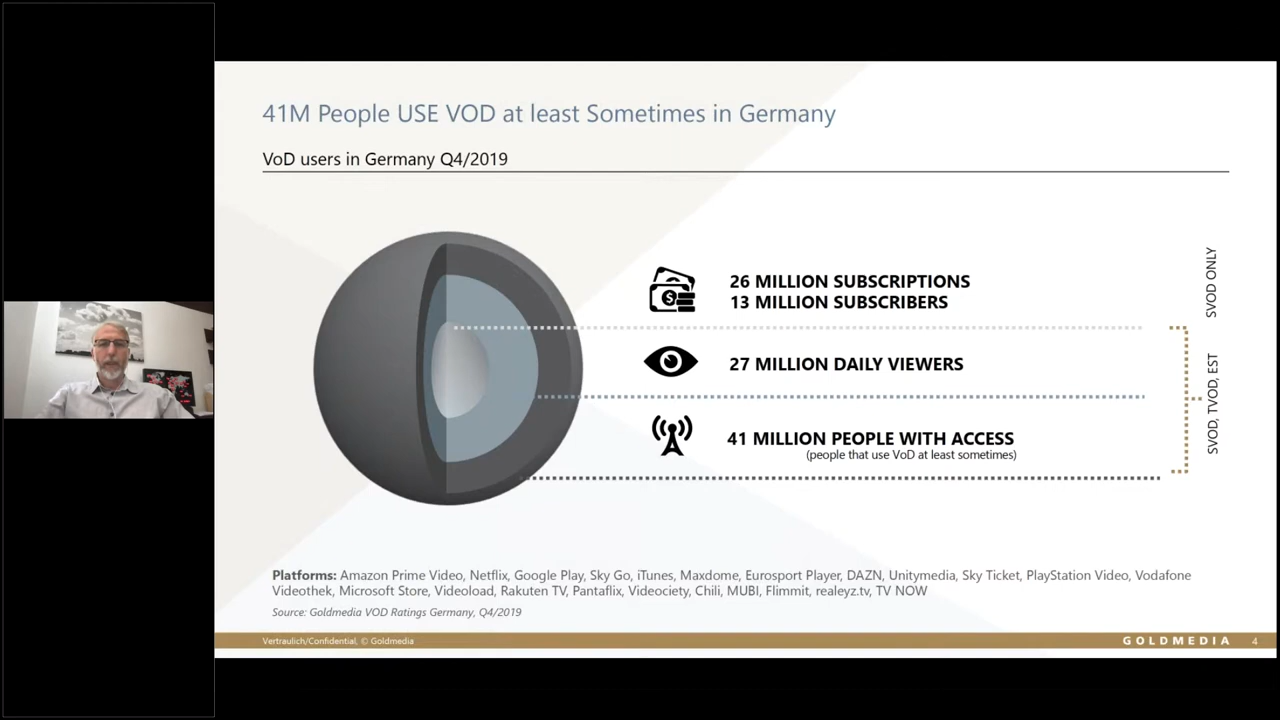 41M People USE VOD at least Sometimes in Germany
VoD users in Germany Q4/2019
26 MILLION SUBSCRIPTIONS
13 MILLION SUBSCRIBERS
SVOD ONLY
27 MILLION DAILY VIEWERS
SVOD, TVOD, EST
41 MILLION PEOPLE WITH ACCESS
(people that use VoD at least sometimes)
Platforms: Amazon Prime Video, Netflix, Google Play, Sky Go, iTunes, Maxdome, Eurosport Player, DAZN, Unitymedia, Sky Ticket, PlayStation Video, Vodafone
Videothek, Microsoft Store, Videoload, Rakuten TV, Pantaflix, Videociety, Chili, MUBI, Flimmit, realeyz.tv, TV NOW
Source: Goldmedia VOD Ratings Germany, Q4/2019
Vertraulich/Confidential, © Goldmedia
GOLDMEDIA 4